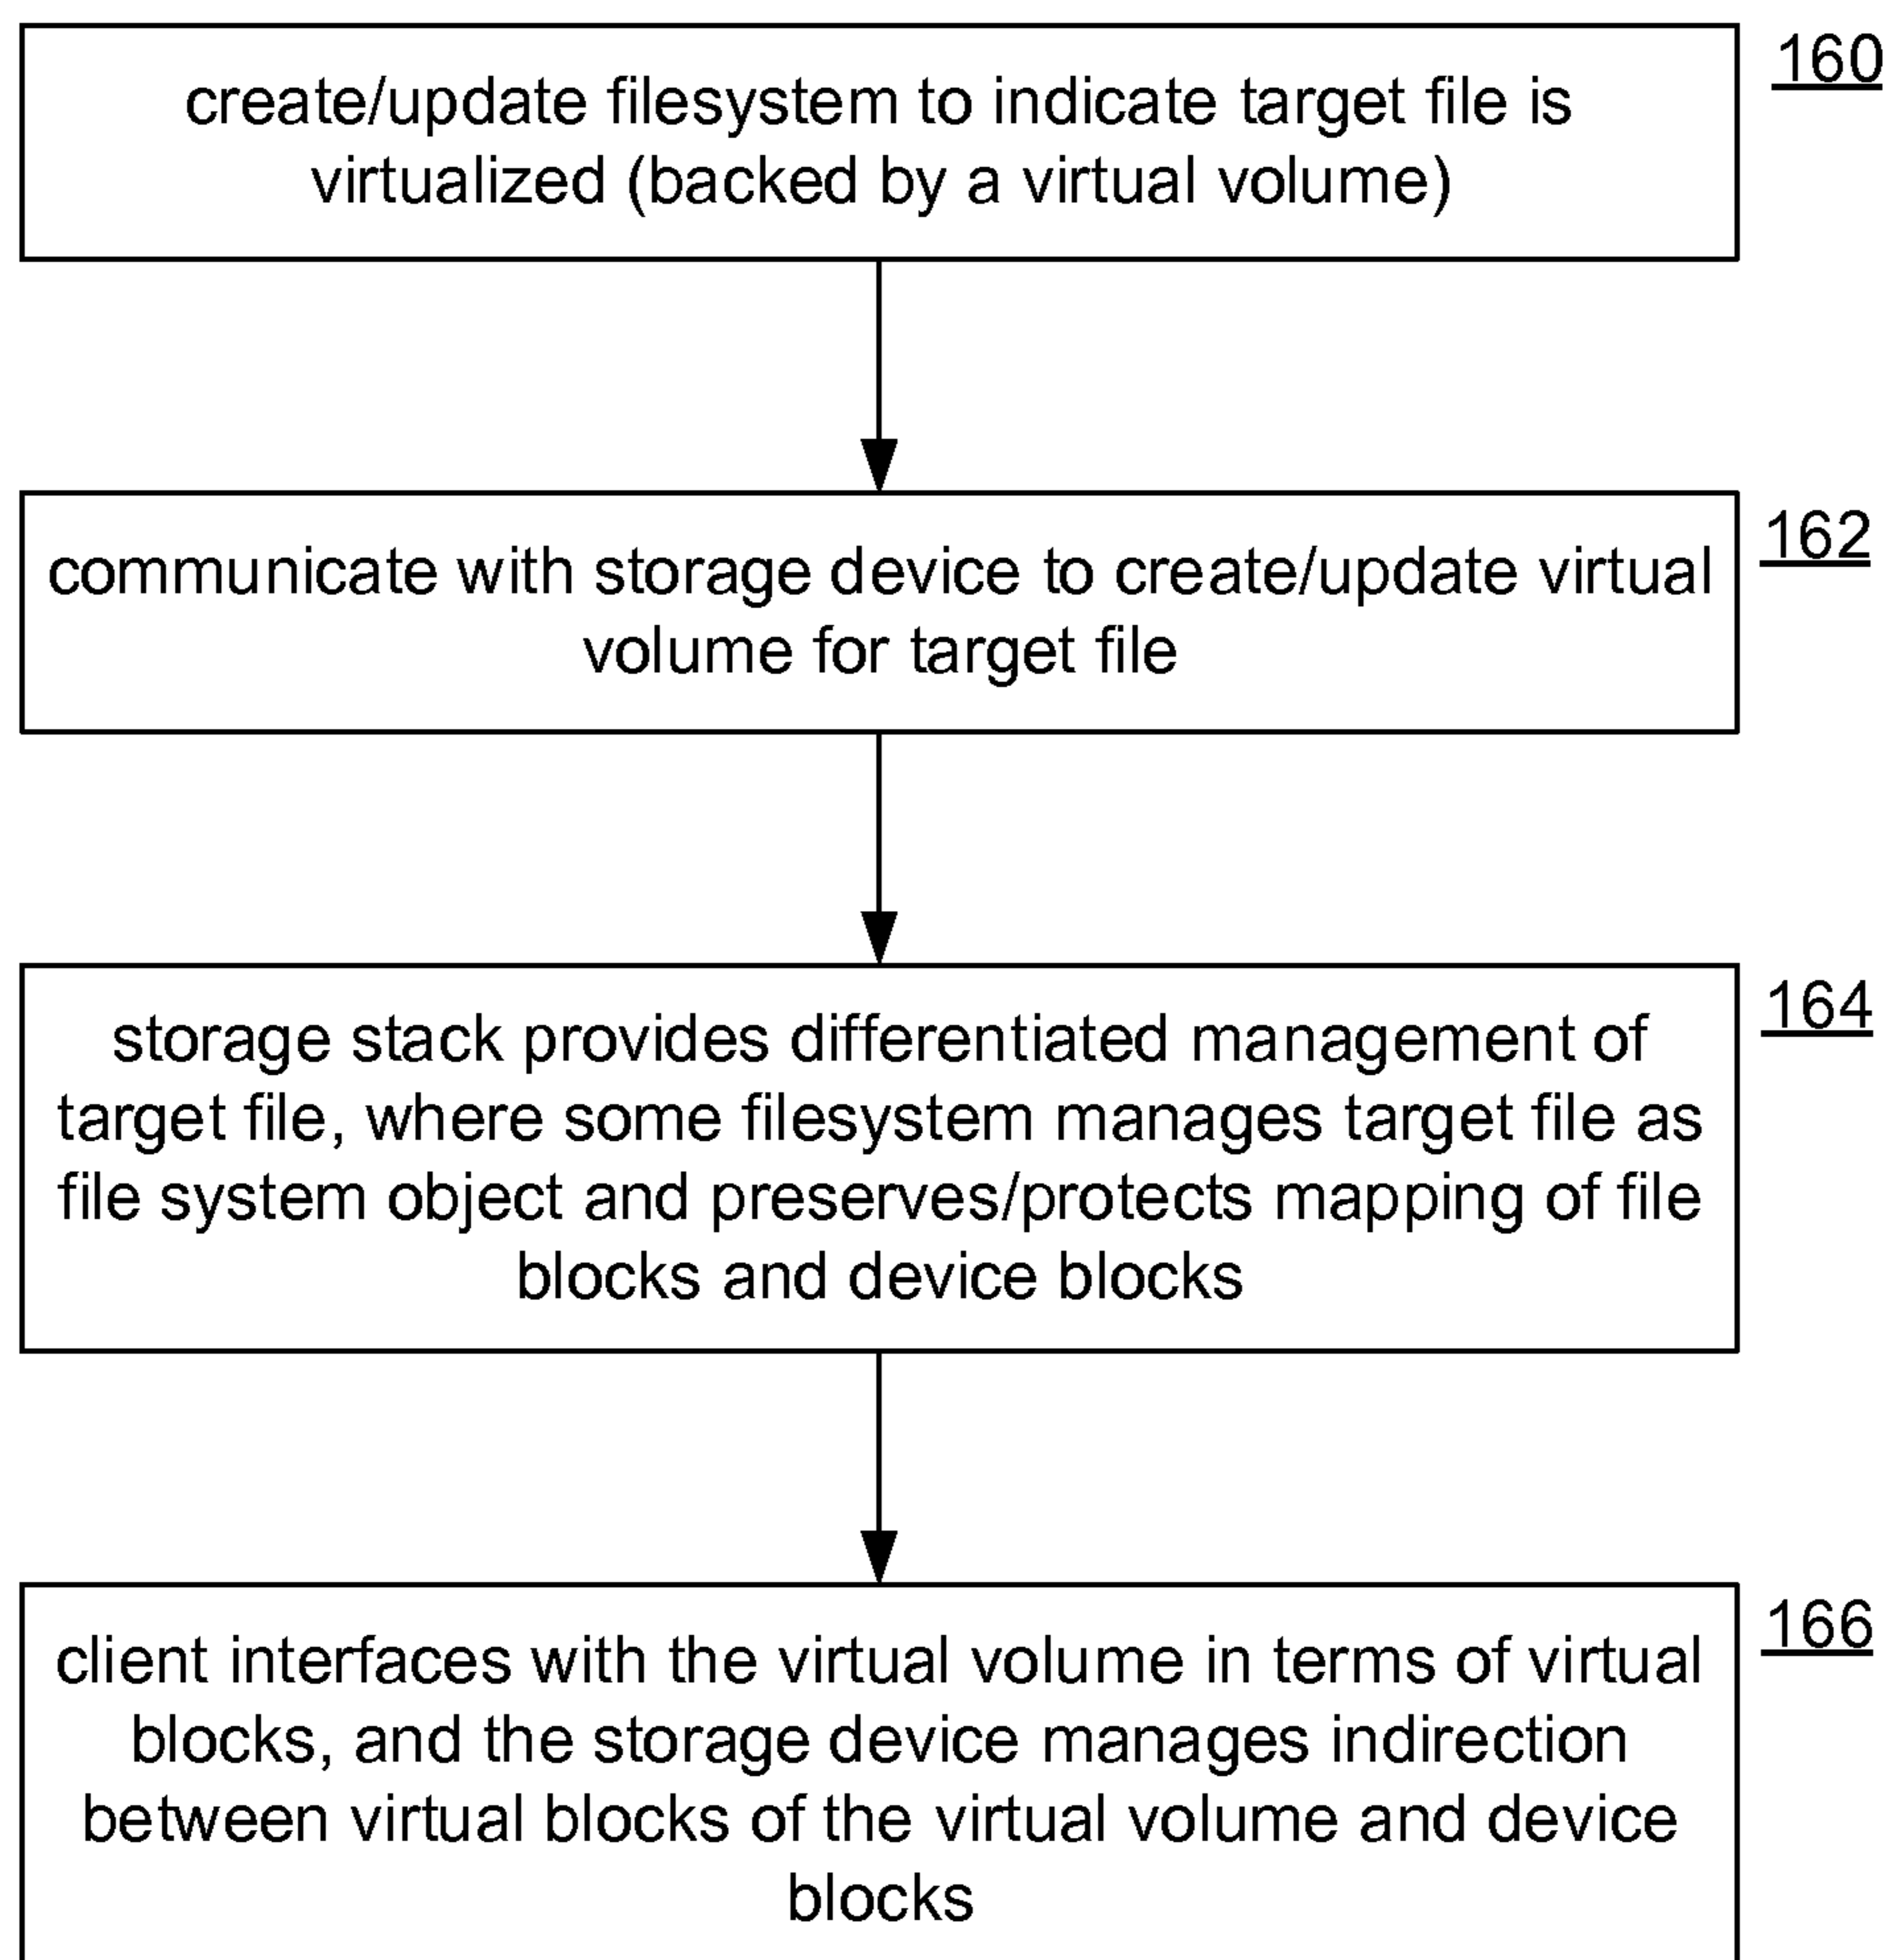 create/update filesystem to indicate target file is
virtualized (backed by a virtual volume)
160
communicate with storage device to create/update virtual
volume for target file
162
storage stack provides differentiated management of
target file, where some filesystem manages target file as
file system object and preserves/protects mapping of file
blocks and device blocks
164
client interfaces with the virtual volume in terms of virtual
blocks, and the storage device manages indirection
between virtual blocks of the virtual volume and device
blocks
166